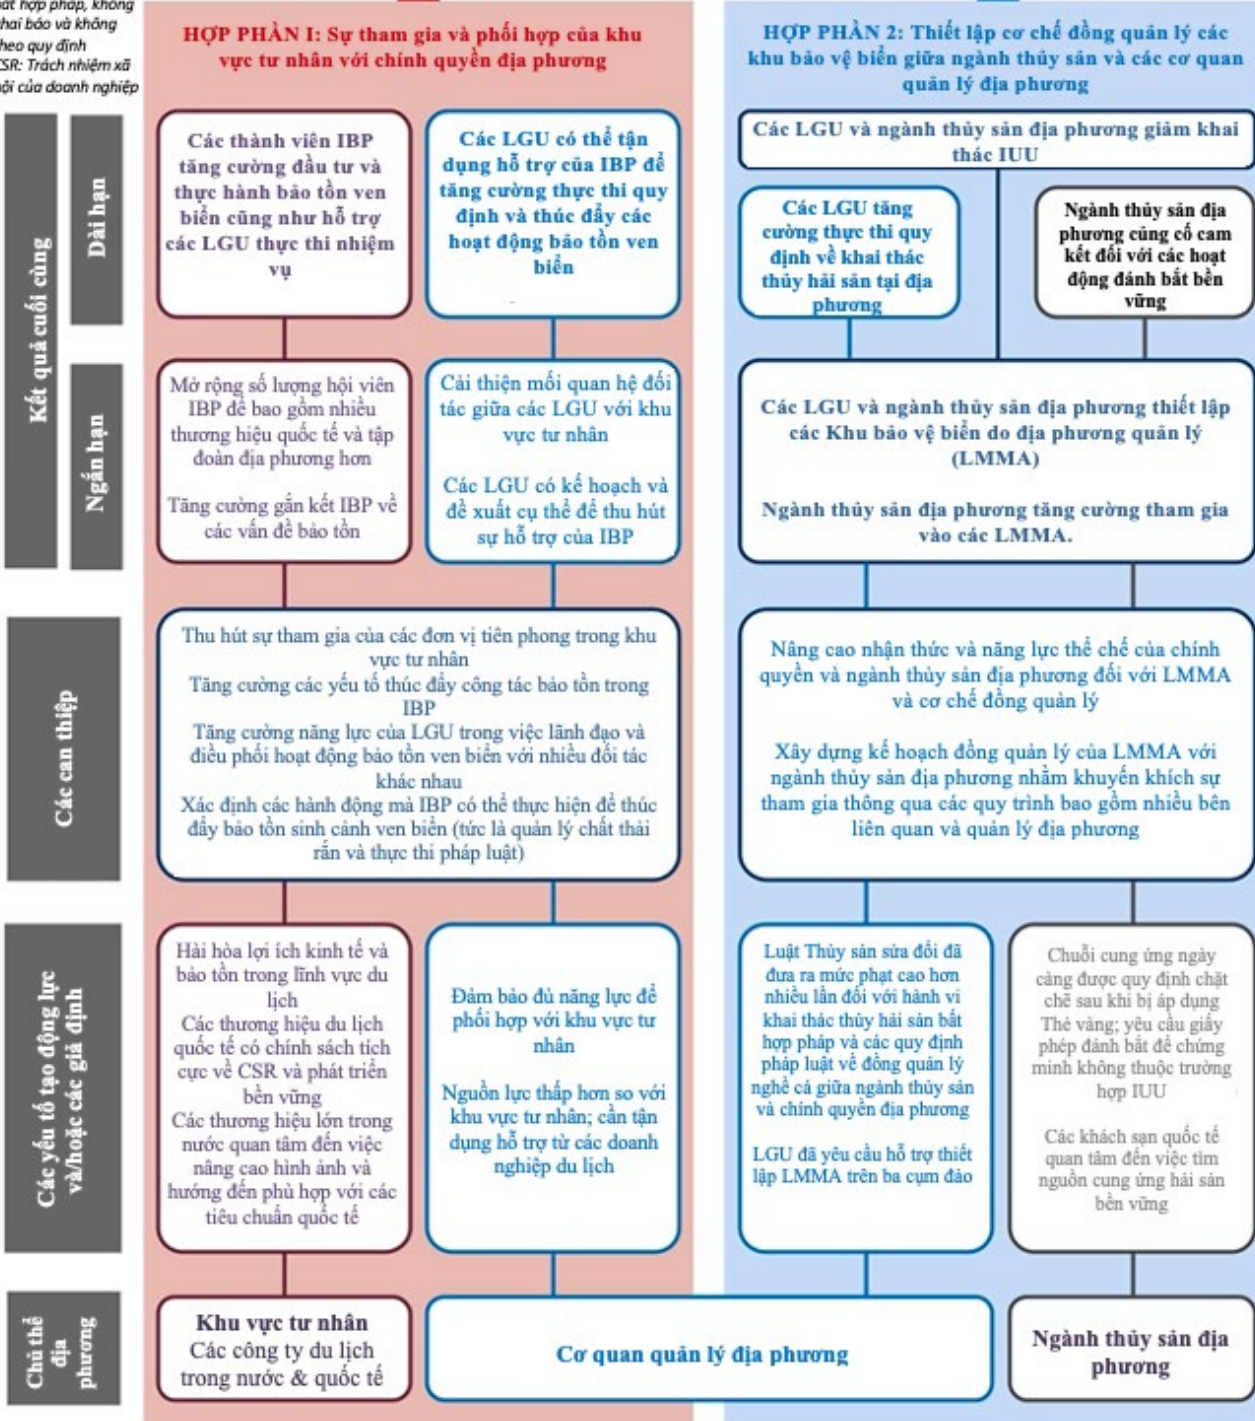 hợp pháp, không
khai báo và không
theo quy định
CSR: Trách nhiệm xã
hội của doanh nghiệp
HỢP PHẦN I: Sự tham gia và phối hợp của khu
vực tư nhân với chính quyền địa phương
HỢP PHẦN 2: Thiết lập cơ chế đồng quản lý các
khu bảo vệ biển giữa ngành thủy sản và các cơ quan
quản lý địa phương
Kết quả cuối cùng
Dài hạn
Các thành viên IBP
tăng cường đầu tư và
thực hành bảo tồn ven
biển cũng như hỗ trợ
các LGU thực thi nhiệm
vụ
Các LGU có thể tận
dụng hỗ trợ của IBP để
tăng cường thực thi quy
định và thúc đẩy các
hoạt động bảo tồn ven
biển
Các LGU và ngành thủy sản địa phương giảm khai
thác IUU
Các LGU tăng
cường thực thi quy
định về khai thác
thủy hải sản tại địa
phương
Ngành thủy sản địa
phương củng cố cam
kết đối với các hoạt
động đánh bắt bền
vững
Ngắn hạn
Mở rộng số lượng hội viên
IBP để bao gồm nhiều
thương hiệu quốc tế và tập
đoàn địa phương hơn
Tăng cường gắn kết IBP về
các vấn đề bảo tồn
Cải thiện mối quan hệ đối
tác giữa các LGU với khu
vực tư nhân
Các LGU có kế hoạch và
đề xuất cụ thể để thu hút
sự hỗ trợ của IBP
Các LGU và ngành thủy sản địa phương thiết lập
các Khu bảo vệ biển do địa phương quản lý
(LMMA)
Ngành thủy sản địa phương tăng cường tham gia
vào các LMMA.
Các can thiệp
Thu hút sự tham gia của các đơn vị tiên phong trong khu
vực tư nhân
Tăng cường các yếu tố thúc đẩy công tác bảo tồn trong
IBP
Tăng cường năng lực của LGU trong việc lãnh đạo và
điều phối hoạt động bảo tồn ven biển với nhiều đối tác
khác nhau
Xác định các hành động mà IBP có thể thực hiện để thúc
đẩy bảo tồn sinh cảnh ven biển (tức là quản lý chất thải
rắn và thực thi pháp luật)
Nâng cao nhận thức và năng lực thể chế của chính
quyền và ngành thủy sản địa phương đối với LMMA
và cơ chế đồng quản lý
Xây dựng kế hoạch đồng quản lý của LMMA với
ngành thủy sản địa phương nhằm khuyến khích sự
tham gia thông qua các quy trình bao gồm nhiều bên
liên quan và quản lý địa phương
Các yếu tố tạo động lực
và/hoặc các giả định
Hài hòa lợi ích kinh tế và
bảo tồn trong lĩnh vực du
lịch
Các thương hiệu du lịch
quốc tế có chính sách tích
cực về CSR và phát triển
bền vững
Các thương hiệu lớn trong
nước quan tâm đến việc
nâng cao hình ảnh và
hướng đến phù hợp với các
tiêu chuẩn quốc tế
Đảm bảo đủ năng lực để
phối hợp với khu vực tư
nhân
Nguồn lực thấp hơn so với
khu vực tư nhân; cần tận
dụng hỗ trợ từ các doanh
nghiệp du lịch
Luật Thủy sản sửa đổi đã
đưa ra mức phạt cao hơn
nhiều lần đối với hành vi
khai thác thủy hải sản bất
hợp pháp và các quy định
pháp luật về đồng quản lý
nghề cá giữa ngành thủy sản
và chính quyền địa phương
LGU đã yêu cầu hỗ trợ thiết
lập LMMA trên ba cụm đảo
Chuỗi cung ứng ngày
càng được quy định chặt
chẽ sau khi bị áp dụng
Thẻ vàng; yêu cầu giấy
phép đánh bắt để chứng
minh không thuộc trường
hợp IUU
Các khách sạn quốc tế
quan tâm đến việc tìm
nguồn cung ứng hải sản
bền vững
Chủ thể
địa
phương
Khu vực tư nhân
Các công ty du lịch
trong nước & quốc tế
Cơ quan quản lý địa phương
Ngành thủy sản địa
phương